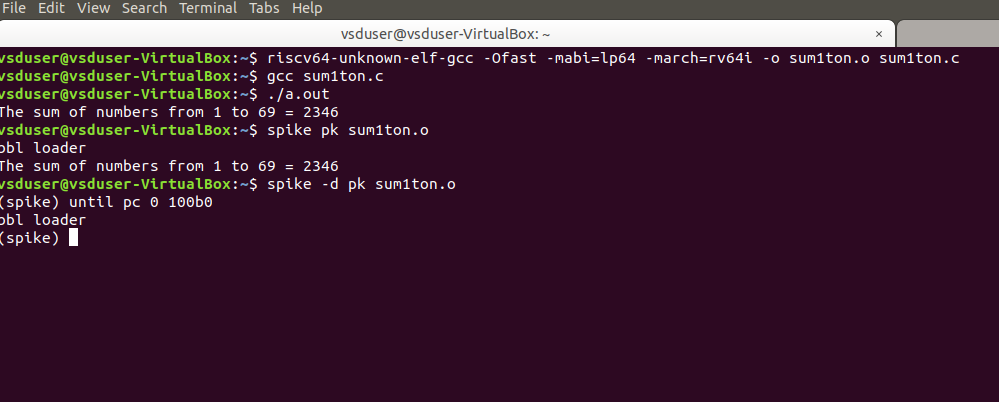 File Edit View Search Terminal Tabs Help
vsduser@vsduser-VirtualBox: ~ ×
vsduser@vsduser-VirtualBox:~$ riscv64-unknown-elf-gcc -Ofast -mabi=lp64 -march=rv64i -o sum1ton.o sum1ton.c
vsduser@vsduser-VirtualBox:~$ gcc sum1ton.c
vsduser@vsduser-VirtualBox:~$ ./a.out
The sum of numbers from 1 to 69 = 2346
vsduser@vsduser-VirtualBox:~$ spike pk sum1ton.o
bbl loader
The sum of numbers from 1 to 69 = 2346
vsduser@vsduser-VirtualBox:~$ spike -d pk sum1ton.o
(spike) until pc 0 100b0
bbl loader
(spike)